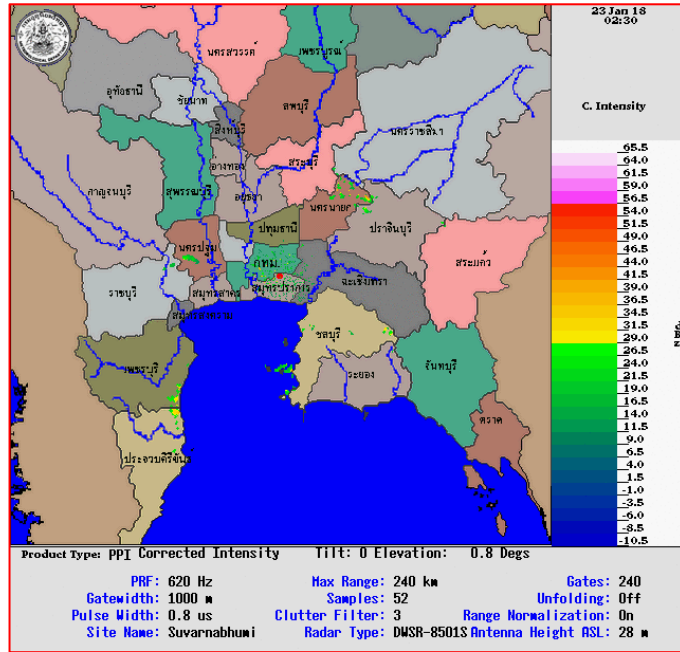 23 Jan 18
02:30
C. Intensity
นครสวรรค์
เพชรบูรณ์
อุทัยธานี
ชัยนาท
ลพบุรี
สิงห์บุรี
นครราชสีมา
อ่างทอง
สระบุรี
กาญจนบุรี
สุพรรณบุรี
อยุธยา
นครนายก
ปราจีนบุรี
ปทุมธานี
นครปฐม
กทม.
สระแก้ว
ฉะเชิงเทรา
ราชบุรี
สมุทรสาคร
สมุทรปราการ
สมุทรสงคราม
ชลบุรี
เพชรบุรี
ระยอง
จันทบุรี
ตราด
ประจวบคีรีขันธ์
65.5
64.0
61.5
59.0
56.5
54.0
51.5
49.0
46.5
44.0
41.5
39.0
36.5
34.0
31.5
29.0
26.5
24.0
21.5
19.0
16.5
14.0
11.5
9.0
6.5
4.0
1.5
-1.0
-3.5
-6.0
-8.5
-10.5
Product Type: PPI Corrected Intensity Tilt: 0 Elevation: 0.8 Degs
PRF: 620 Hz Max Range: 240 km Gates: 240
Gatewidth: 1000 m Samples: 52 Unfolding: Off
Pulse Width: 0.8 us Clutter Filter: 3 Range Normalization: On
Site Name: Suvarnabhumi Radar Type: DWSR-8501S Antenna Height ASL: 28 m